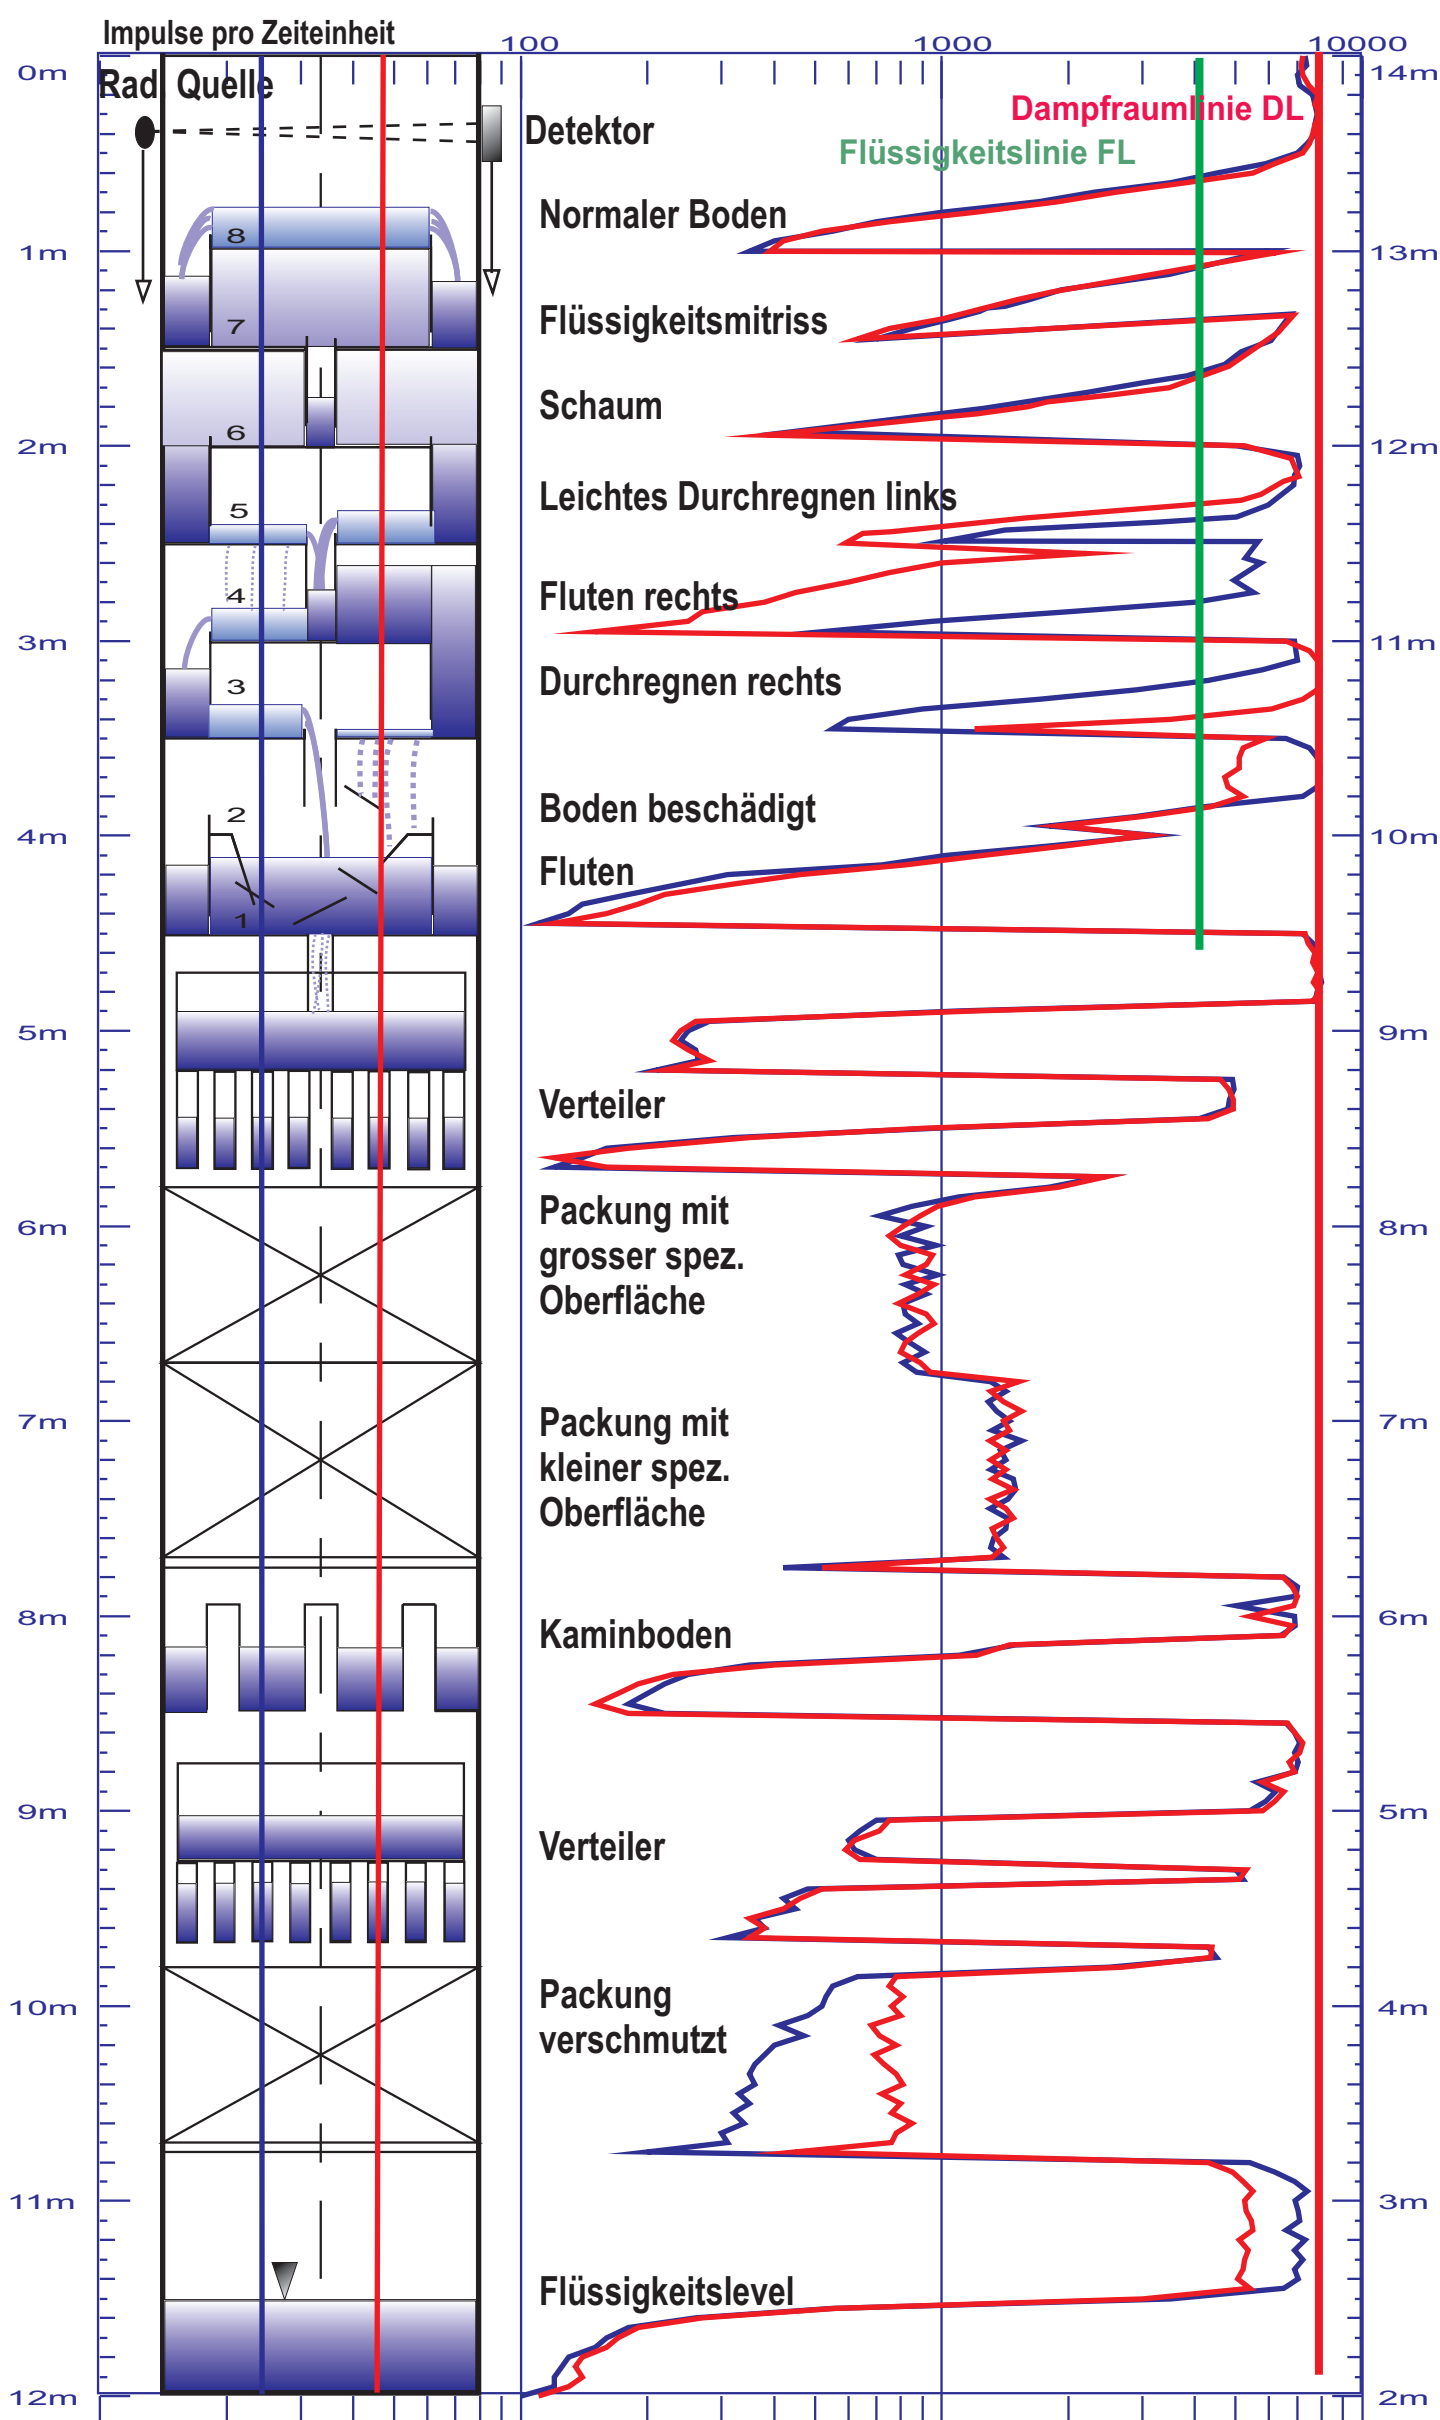 Impulse pro Zeiteinheit
100 1000 10000
0m 14m
Rad Quelle
Dampfraumlinie DL
Detektor
Flüssigkeitslinie FL
Normaler Boden
8
1m 13m
Flüssigkeitsmitriss
7
Schaum
6
2m 12m
Leichtes Durchregnen links
5
Fluten rechts
4
3m 11m
Durchregnen rechts
3
Boden beschädigt
2
4m 10m
Fluten
1
5m 9m
Verteiler
Packung mit
grosser spez.
Oberfläche
6m 8m
Packung mit
kleiner spez.
Oberfläche
7m 7m
Kaminboden
8m 6m
9m 5m
Verteiler
Packung
verschmutzt
10m 4m
11m 3m
Flüssigkeitslevel
12m 2m